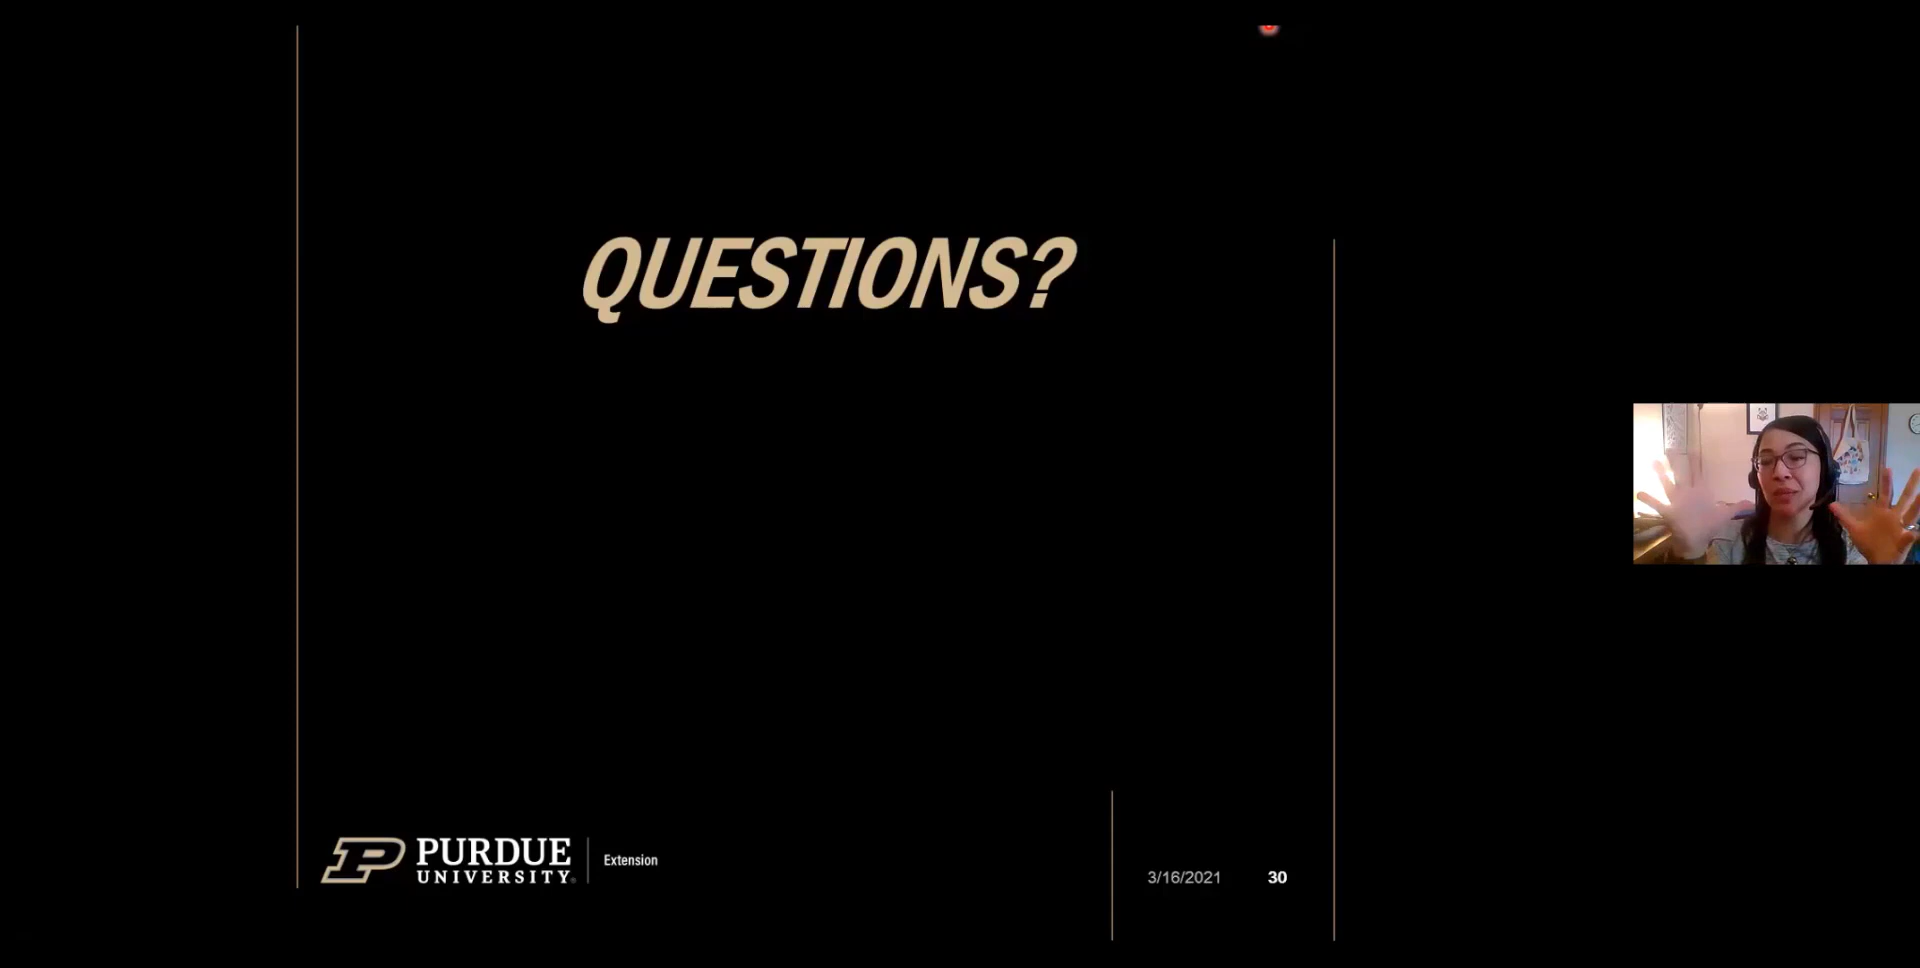 QUESTIONS?
PURDUE
UNIVERSITY®
Extension
3/16/2021
30